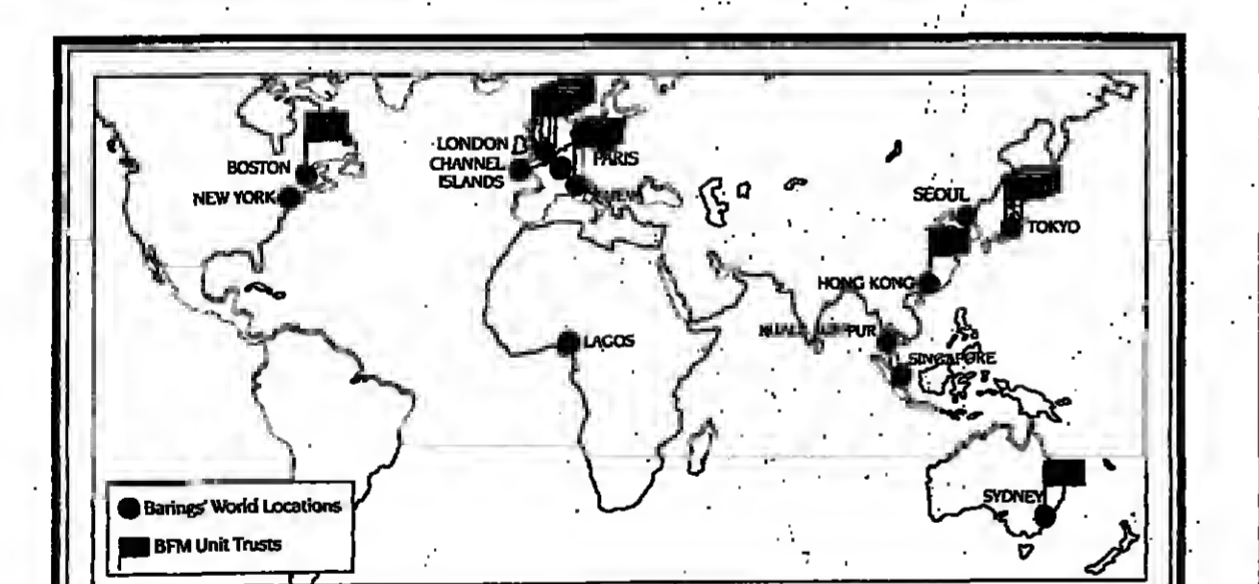 LONDON
CHANNEL
ISLANDS
PARIS
BOSTON
NEW YORK
SEOUL
TOKYO
HONG KONG
LAGOS
SINGAPORE
SYDNEY
Barings' World Locations
BFM Unit Trusts